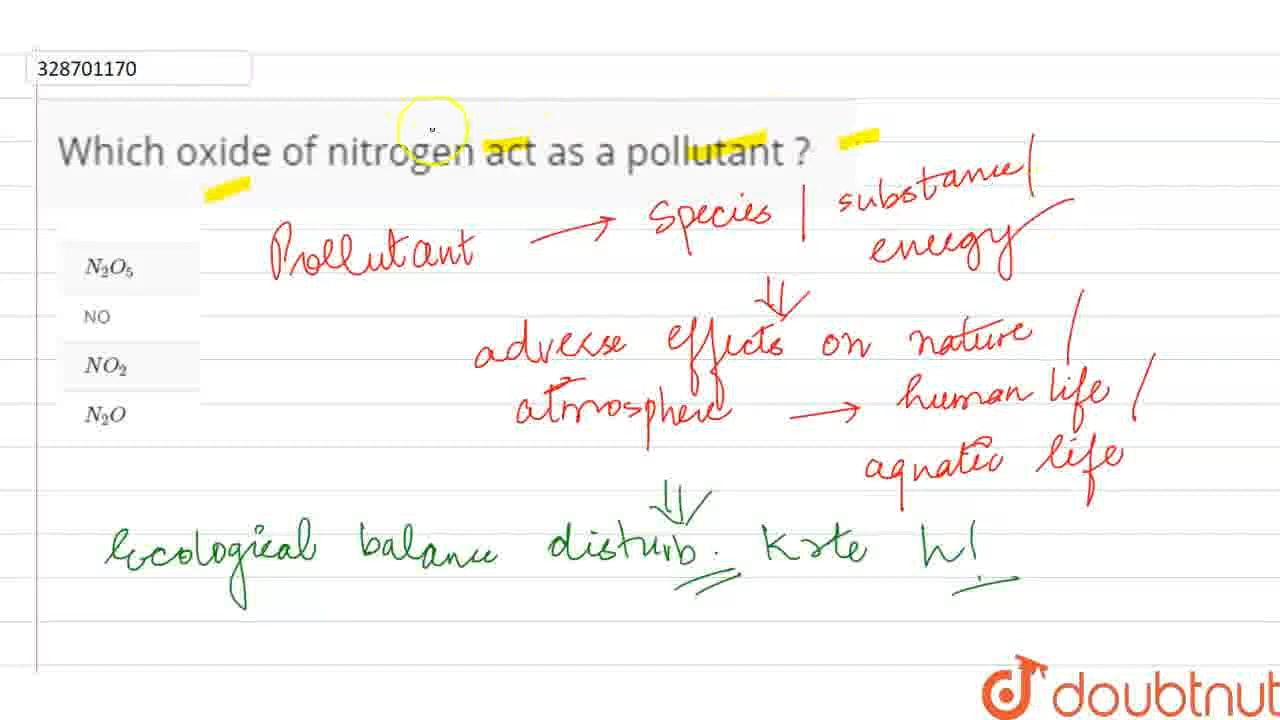 328701170
Which oxide of nitrogen act as a pollutant ?
Pollutant → Species | substance/
energy
N₂O₅
NO
adverse effects on nature /
NO₂
atmosphere → human life /
N₂O
aquatic life
Ecological balance disturb. Krte h|
doubtnut